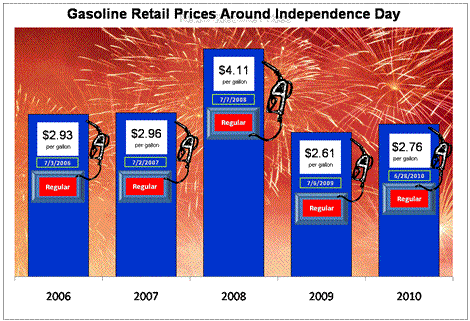 Gasoline Retail Prices Around Independence Day
$2.93
per gallon
7/3/2006
Regular
$2.96
per gallon
7/2/2007
Regular
$4.11
per gallon
7/7/2008
Regular
$2.61
per gallon
7/6/2009
Regular
$2.76
per gallon
6/28/2010
Regular
2006 2007 2008 2009 2010